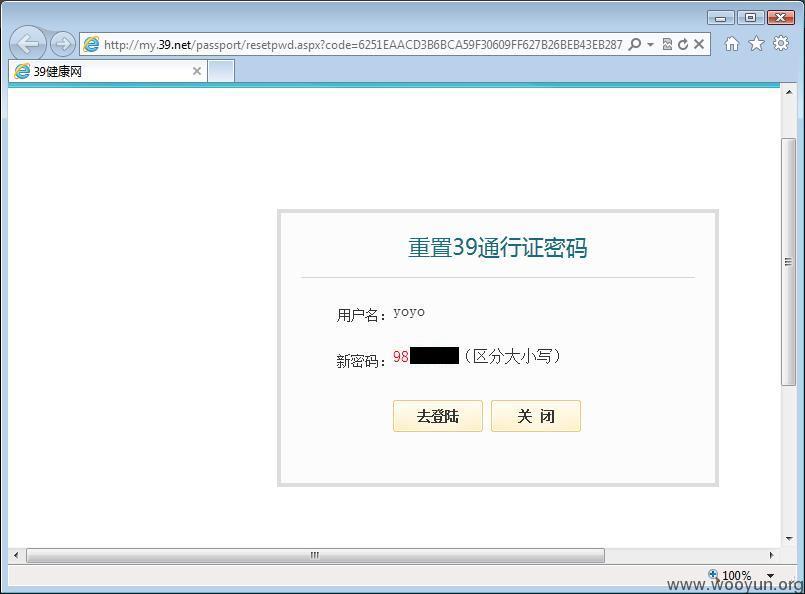 http://my.39.net/passport/resetpwd.aspx?code=6251EAACD3B6BCA59F30609FF627B26BEB43EB287
39健康网
重置39通行证密码
用户名：yoyo
新密码：98（区分大小写）
去登陆 关 闭
100%
www.wooyun.org